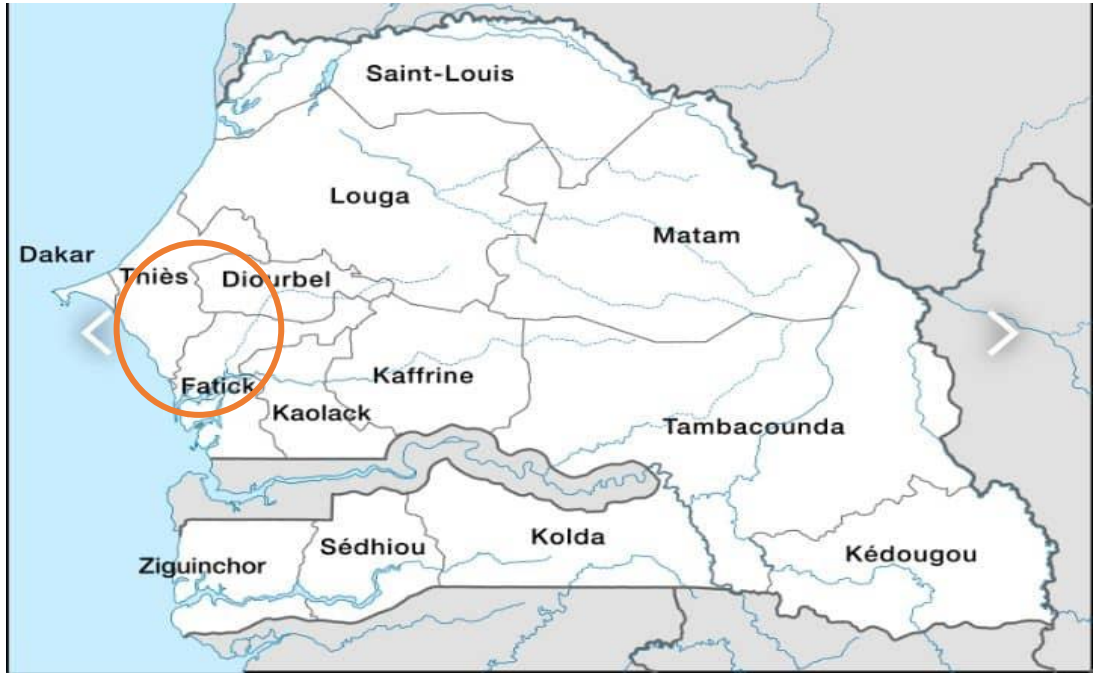 Saint-Louis
Louga
Matam
Dakar
Thiès
Diourbel
Fatick
Kaffrine
Kaolack
Tambacounda
Ziguinchor
Sédhiou
Kolda
Kédougou